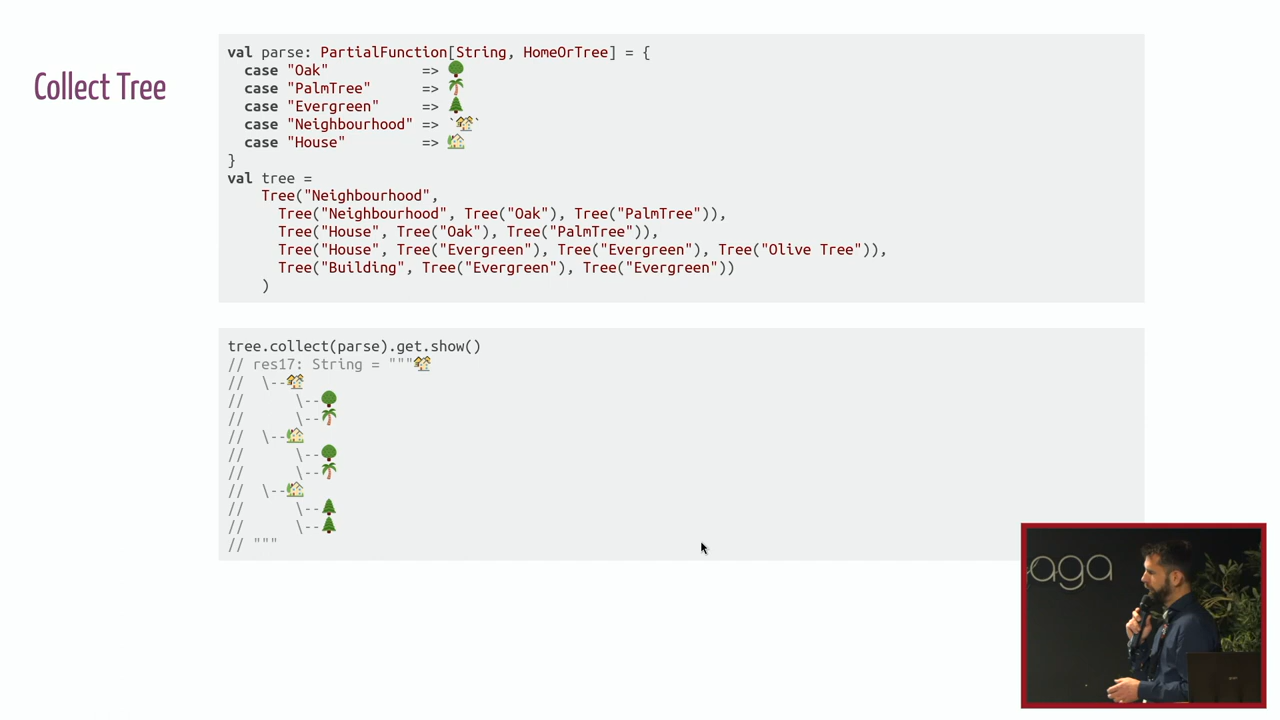 Collect Tree
val parse: PartialFunction[String, HomeOrTree] = {
  case "Oak"           => 🌳
  case "PalmTree"      => 🌴
  case "Evergreen"     => 🌲
  case "Neighbourhood" => `🏘`
  case "House"         => 🏡
}
val tree =
    Tree("Neighbourhood",
      Tree("Neighbourhood", Tree("Oak"), Tree("PalmTree")),
      Tree("House", Tree("Oak"), Tree("PalmTree")),
      Tree("House", Tree("Evergreen"), Tree("Evergreen"), Tree("Olive Tree")),
      Tree("Building", Tree("Evergreen"), Tree("Evergreen"))
    )
tree.collect(parse).get.show()
// res17: String = """🏘
//  \--🏘
//      \--🌳
//      \--🌴
//  \--🏡
//      \--🌳
//      \--🌴
//  \--🏡
//      \--🌲
//      \--🌲
// """
aga